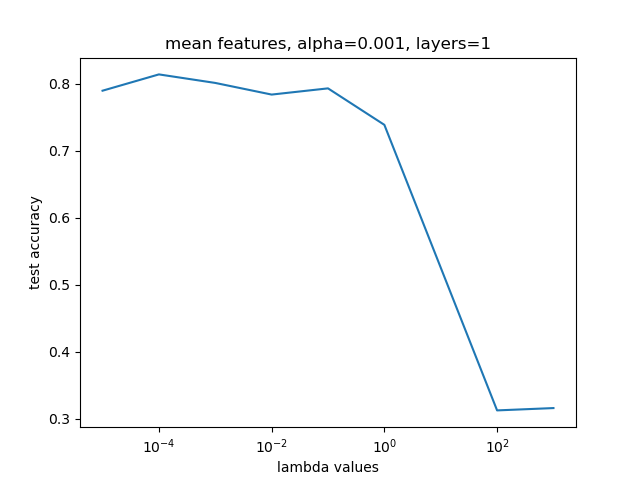 mean features, alpha=0.001, layers=1
0.8
0.7
0.6
0.5
0.4
0.3
test accuracy
10⁻⁴ 10⁻² 10⁰ 10²
lambda values